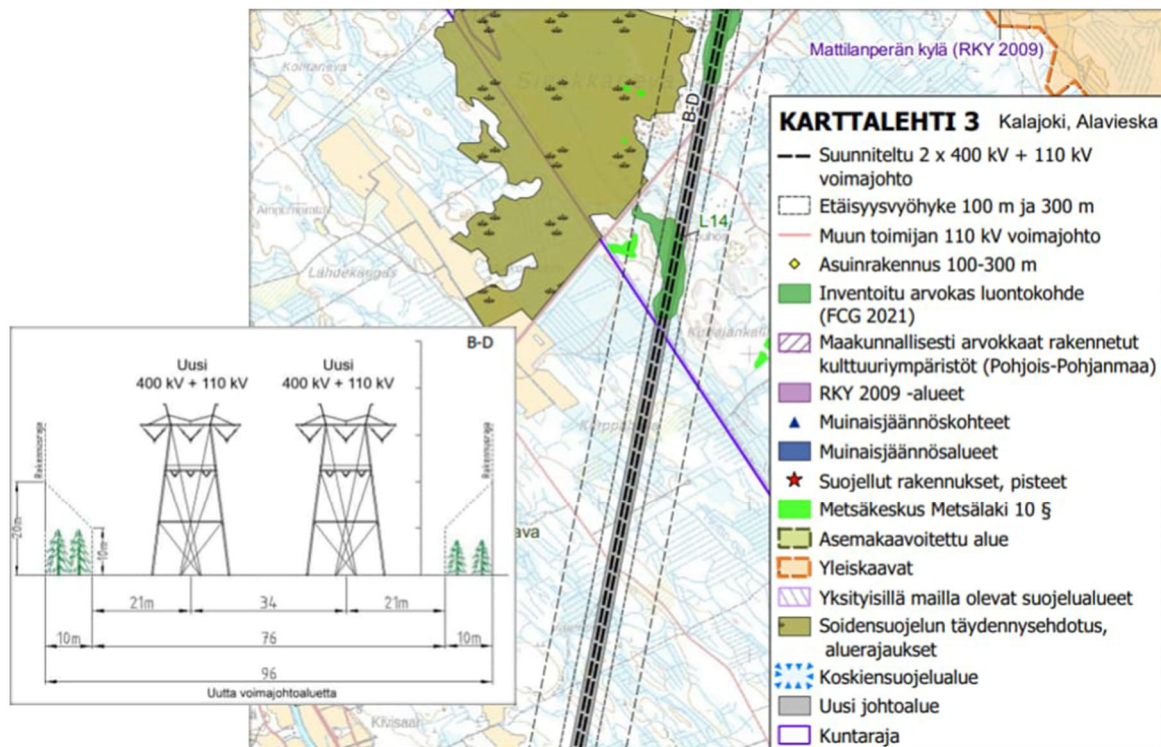 Kohtaneva
Mattilanperän kylä (RKY 2009)
B-D
Lähdekangas
L14
KARTTALEHTI 3 Kalajoki, Alavieska
Suunniteltu 2 x 400 kV + 110 kV
voimajohto
Etäisyysvyöhyke 100 m ja 300 m
Muun toimijan 110 kV voimajohto
Asuinrakennus 100-300 m
Inventoitu arvokas luontokohde
(FCG 2021)
Maakunnallisesti arvokkaat rakennetut
kulttuuriympäristöt (Pohjois-Pohjanmaa)
RKY 2009 -alueet
Muinaisjäännöskohteet
Muinaisjäännösalueet
Suojellut rakennukset, pisteet
Metsäkeskus Metsälaki 10 §
Asemakaavoitettu alue
Yleiskaavat
Yksityisillä mailla olevat suojelualueet
Soidensuojelun täydennysehdotus,
aluerajaukset
Koskiensuojelualue
Uusi johtoalue
Kuntaraja
B-D
Uusi
400 kV + 110 kV
Uusi
400 kV + 110 kV
Rakennusraja
Rakennusraja
20m
10m
10m
21m
34
21m
10m
76
10m
96
Uutta voimajohtoaluetta
ava
Kivisaari